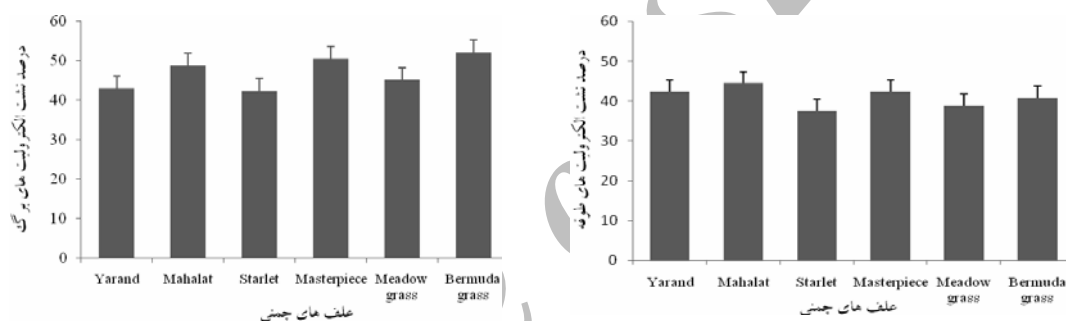 درصد نشت الکترولیت های برگ
60
50
40
30
20
10
0
Yarand Mahalat Starlet Masterpiece Meadow grass Bermuda grass
علف های چمنی
درصد نشت الکترولیت های طوقه
60
50
40
30
20
10
0
Yarand Mahalat Starlet Masterpiece Meadow grass Bermuda grass
علف های چمنی